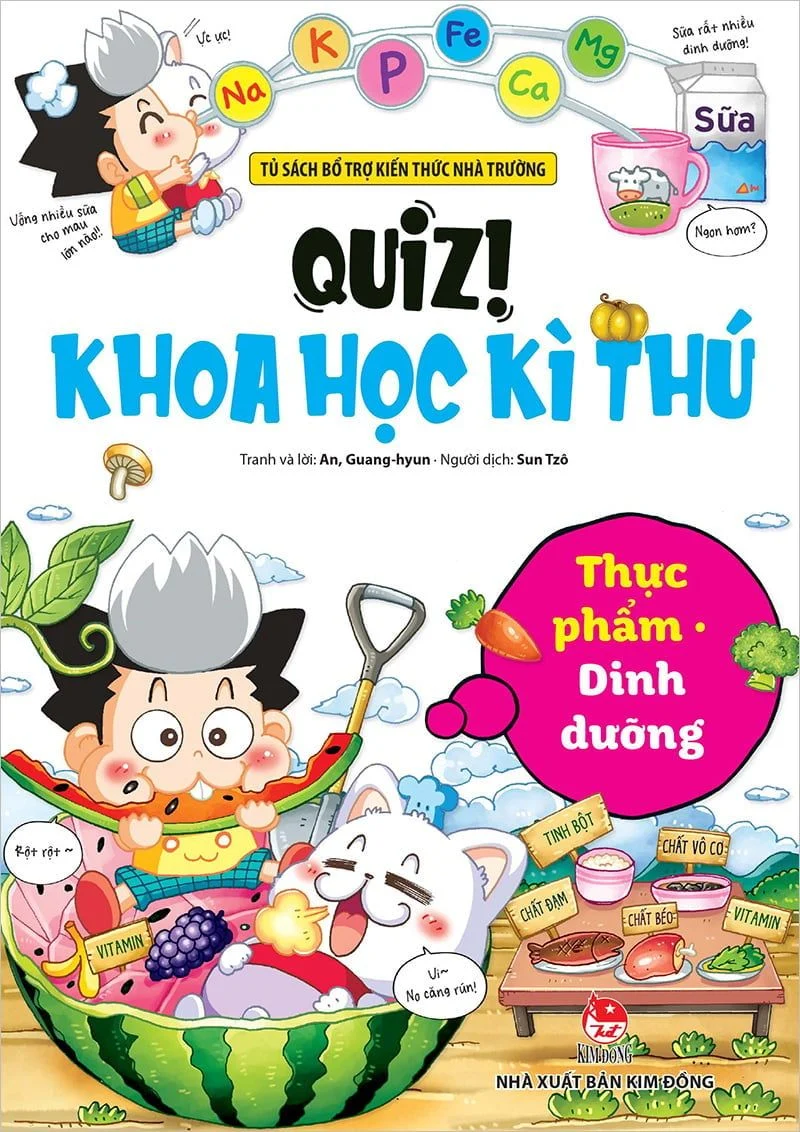 Ực ực!
Na
K
P
Fe
Ca
Mg
Sữa rất nhiều
dinh dưỡng!
Sữa
Uống nhiều sữa
cho mau
lớn nào!!
Ngon hơm?
TỦ SÁCH BỔ TRỢ KIẾN THỨC NHÀ TRƯỜNG
QUIZ!
KHOA HỌC KÌ THÚ
Tranh và lời: An, Guang-hyun · Người dịch: Sun Tzô
Thực
phẩm ·
Dinh
dưỡng
TINH BỘT
CHẤT VÔ CƠ
Rột rột ~
CHẤT ĐẠM
CHẤT BÉO
VITAMIN
VITAMIN
Ui~
No căng rún!
KIM ĐỒNG
NHÀ XUẤT BẢN KIM ĐỒNG